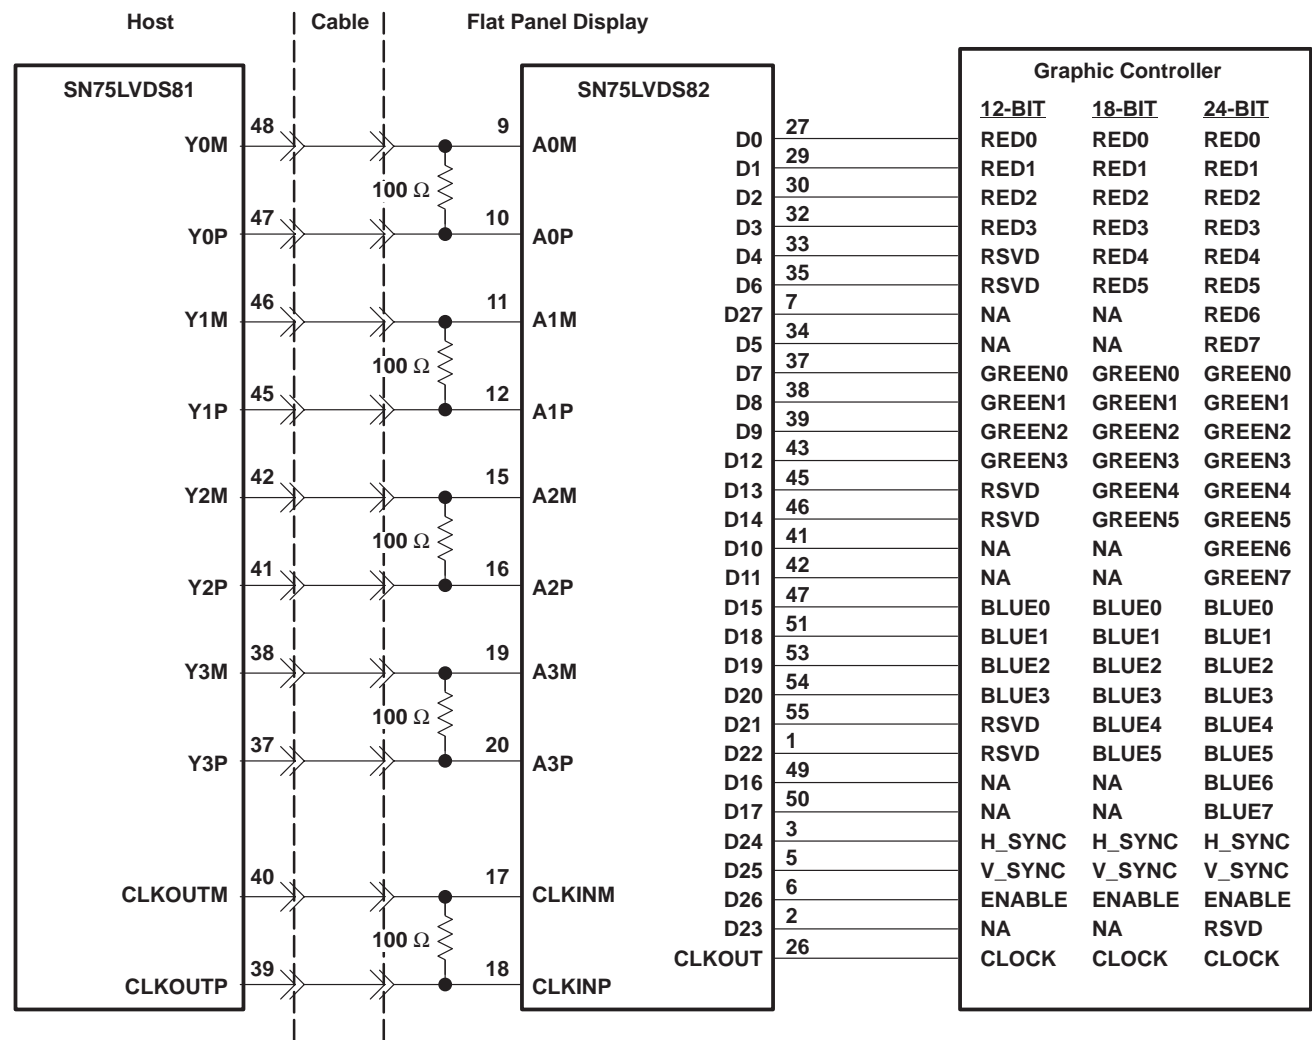 Host Cable Flat Panel Display
SN75LVDS81
Y0M 48
Y0P 47
Y1M 46
Y1P 45
Y2M 42
Y2P 41
Y3M 38
Y3P 37
CLKOUTM 40
CLKOUTP 39
100 Ω
100 Ω
100 Ω
100 Ω
100 Ω
SN75LVDS82
9 A0M
10 A0P
11 A1M
12 A1P
15 A2M
16 A2P
19 A3M
20 A3P
17 CLKINM
18 CLKINP
Graphic Controller
12-BIT 18-BIT 24-BIT
D0 27 RED0 RED0 RED0
D1 29 RED1 RED1 RED1
D2 30 RED2 RED2 RED2
D3 32 RED3 RED3 RED3
D4 33 RSVD RED4 RED4
D6 35 RSVD RED5 RED5
D27 7 NA NA RED6
D5 34 NA NA RED7
D7 37 GREEN0 GREEN0 GREEN0
D8 38 GREEN1 GREEN1 GREEN1
D9 39 GREEN2 GREEN2 GREEN2
D12 43 GREEN3 GREEN3 GREEN3
D13 45 RSVD GREEN4 GREEN4
D14 46 RSVD GREEN5 GREEN5
D10 41 NA NA GREEN6
D11 42 NA NA GREEN7
D15 47 BLUE0 BLUE0 BLUE0
D18 51 BLUE1 BLUE1 BLUE1
D19 53 BLUE2 BLUE2 BLUE2
D20 54 BLUE3 BLUE3 BLUE3
D21 55 RSVD BLUE4 BLUE4
D22 1 RSVD BLUE5 BLUE5
D16 49 NA NA BLUE6
D17 50 NA NA BLUE7
D24 3 H_SYNC H_SYNC H_SYNC
D25 5 V_SYNC V_SYNC V_SYNC
D26 6 ENABLE ENABLE ENABLE
D23 2 NA NA RSVD
CLKOUT 26 CLOCK CLOCK CLOCK